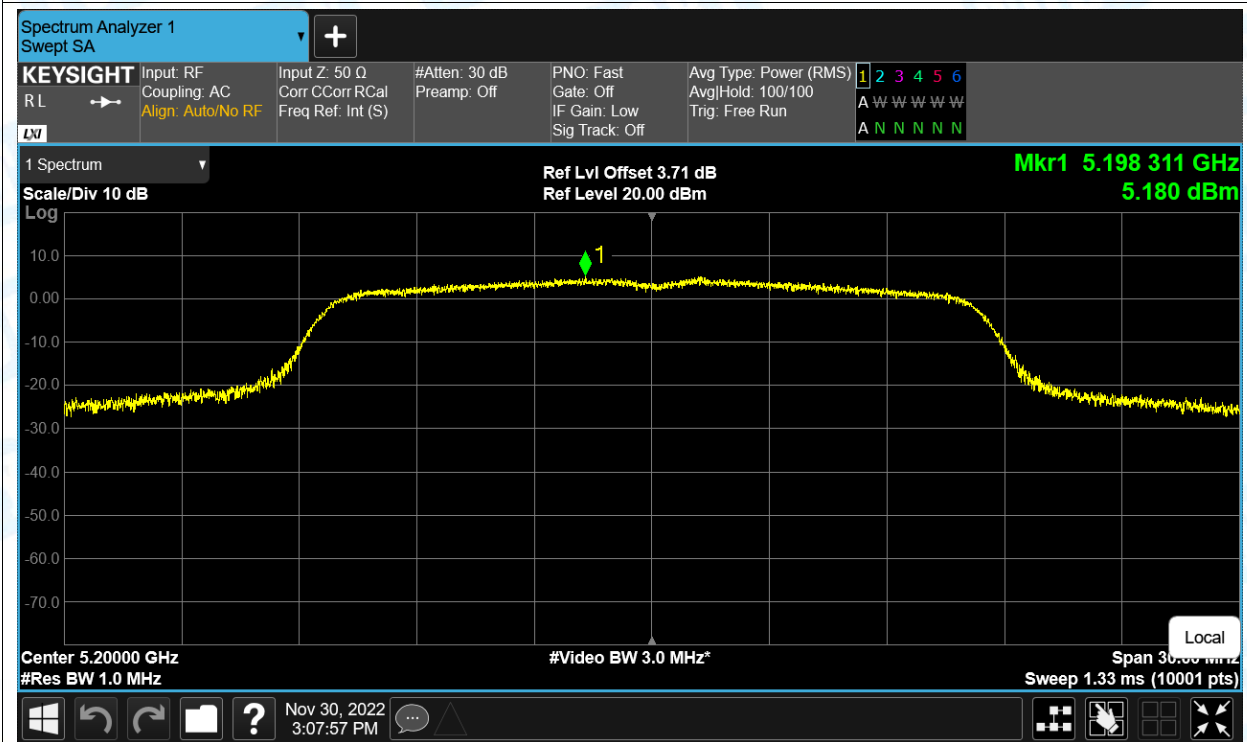 Spectrum Analyzer 1
Swept SA
KEYSIGHT
R L
LXI
Input: RF
Coupling: AC
Align: Auto/No RF
Input Z: 50 Ω
Corr CCorr RCal
Freq Ref: Int (S)
#Atten: 30 dB
Preamp: Off
PNO: Fast
Gate: Off
IF Gain: Low
Sig Track: Off
Avg Type: Power (RMS)
Avg|Hold: 100/100
Trig: Free Run
1 2 3 4 5 6
A W W W W W
A N N N N N
1 Spectrum
Scale/Div 10 dB
Ref Lvl Offset 3.71 dB
Ref Level 20.00 dBm
Mkr1 5.198 311 GHz
5.180 dBm
Log
1
10.0
0.00
-10.0
-20.0
-30.0
-40.0
-50.0
-60.0
-70.0
Local
Center 5.20000 GHz
#Video BW 3.0 MHz*
Span 30.00 MHz
#Res BW 1.0 MHz
Sweep 1.33 ms (10001 pts)
?
Nov 30, 2022
3:07:57 PM